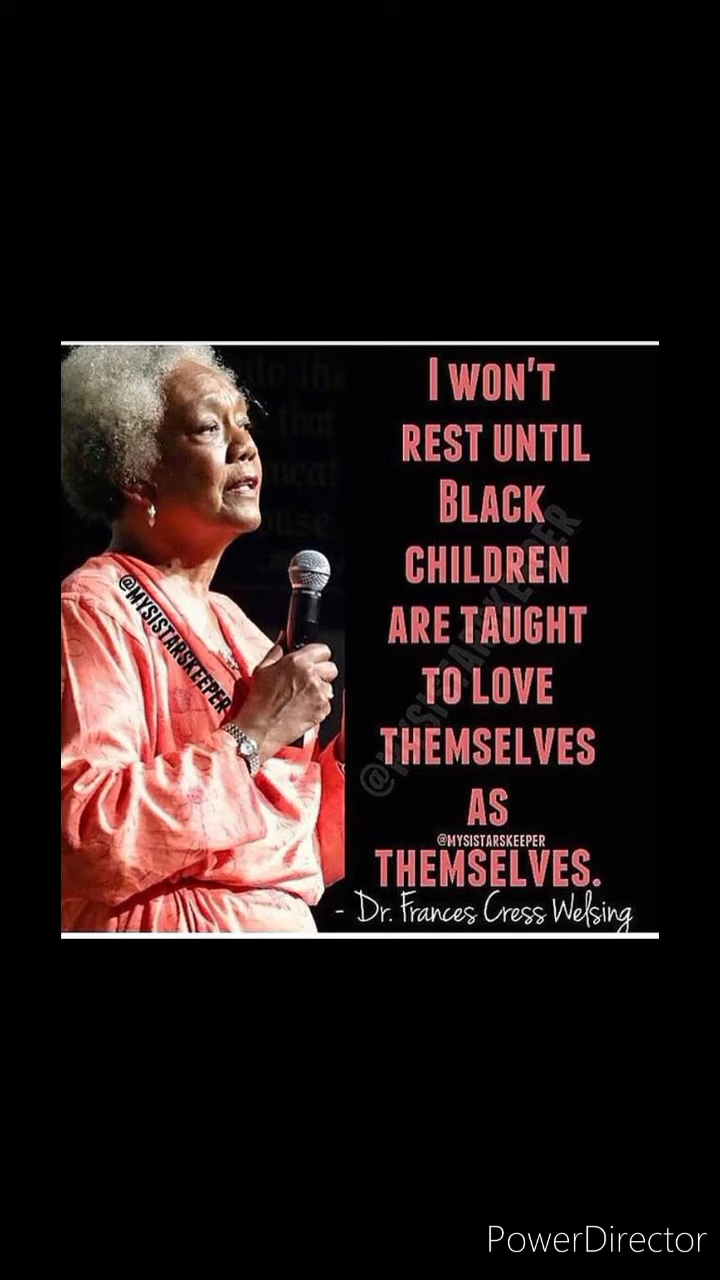 I WON'T
REST UNTIL
BLACK
CHILDREN
ARE TAUGHT
TO LOVE
THEMSELVES
AS
@MYSISTARSKEEPER
THEMSELVES.
- Dr. Frances Cress Welsing
@MYSISTARSKEEPER
@MYSISTARSKEEPER
PowerDirector